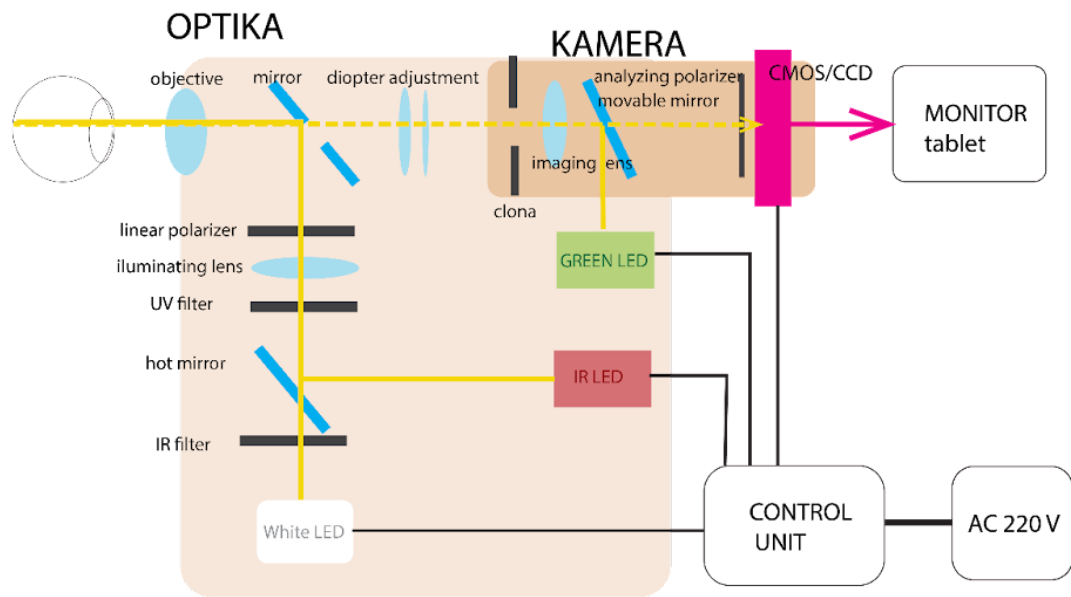 OPTIKA
KAMERA
objective
mirror
diopter adjustment
analyzing polarizer
movable mirror
CMOS/CCD
MONITOR
tablet
imaging lens
clona
linear polarizer
iluminating lens
UV filter
GREEN LED
hot mirror
IR LED
IR filter
White LED
CONTROL
UNIT
AC 220 V